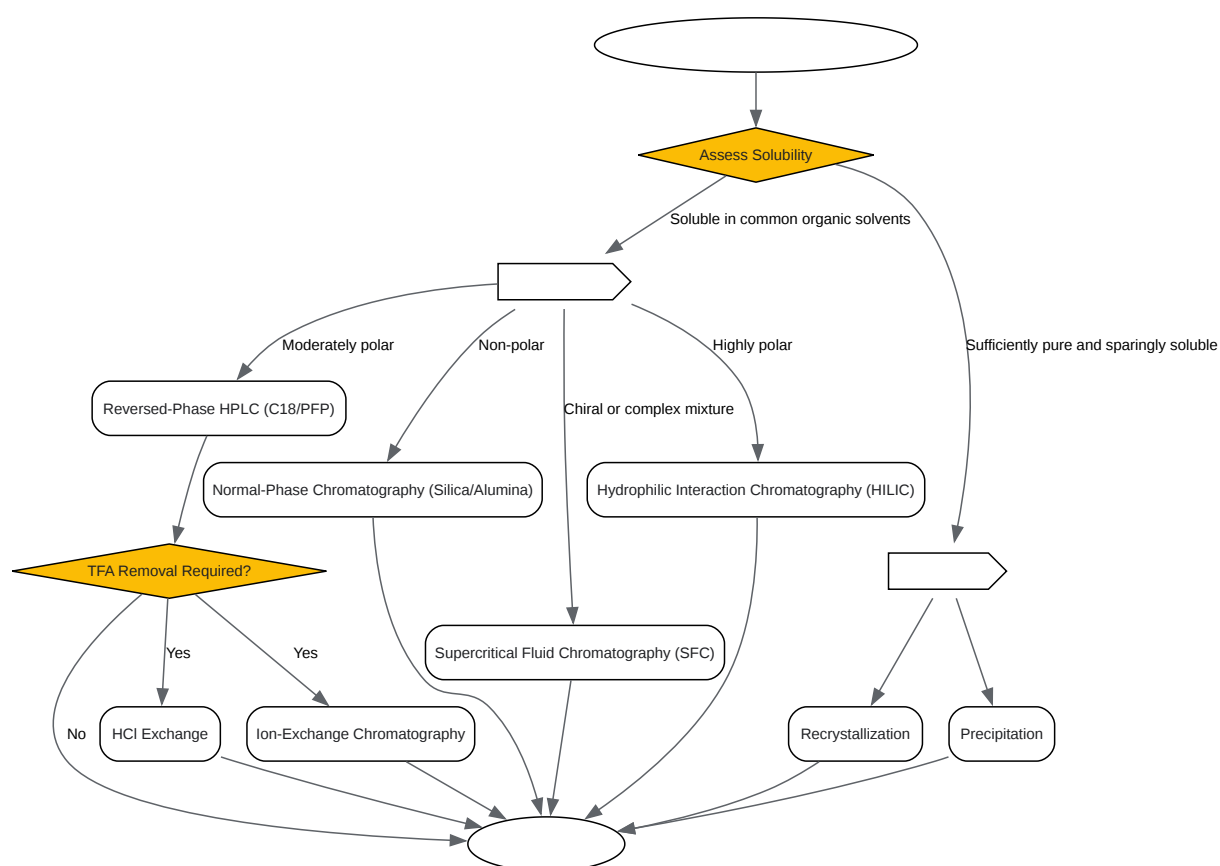 Assess Solubility
Soluble in common organic solvents
Moderately polar
Non-polar
Highly polar
Sufficiently pure and sparingly soluble
Reversed-Phase HPLC (C18/PFP)
Chiral or complex mixture
Normal-Phase Chromatography (Silica/Alumina)
Hydrophilic Interaction Chromatography (HILIC)
TFA Removal Required?
Yes
Yes
Supercritical Fluid Chromatography (SFC)
No
HCl Exchange
Ion-Exchange Chromatography
Recrystallization
Precipitation